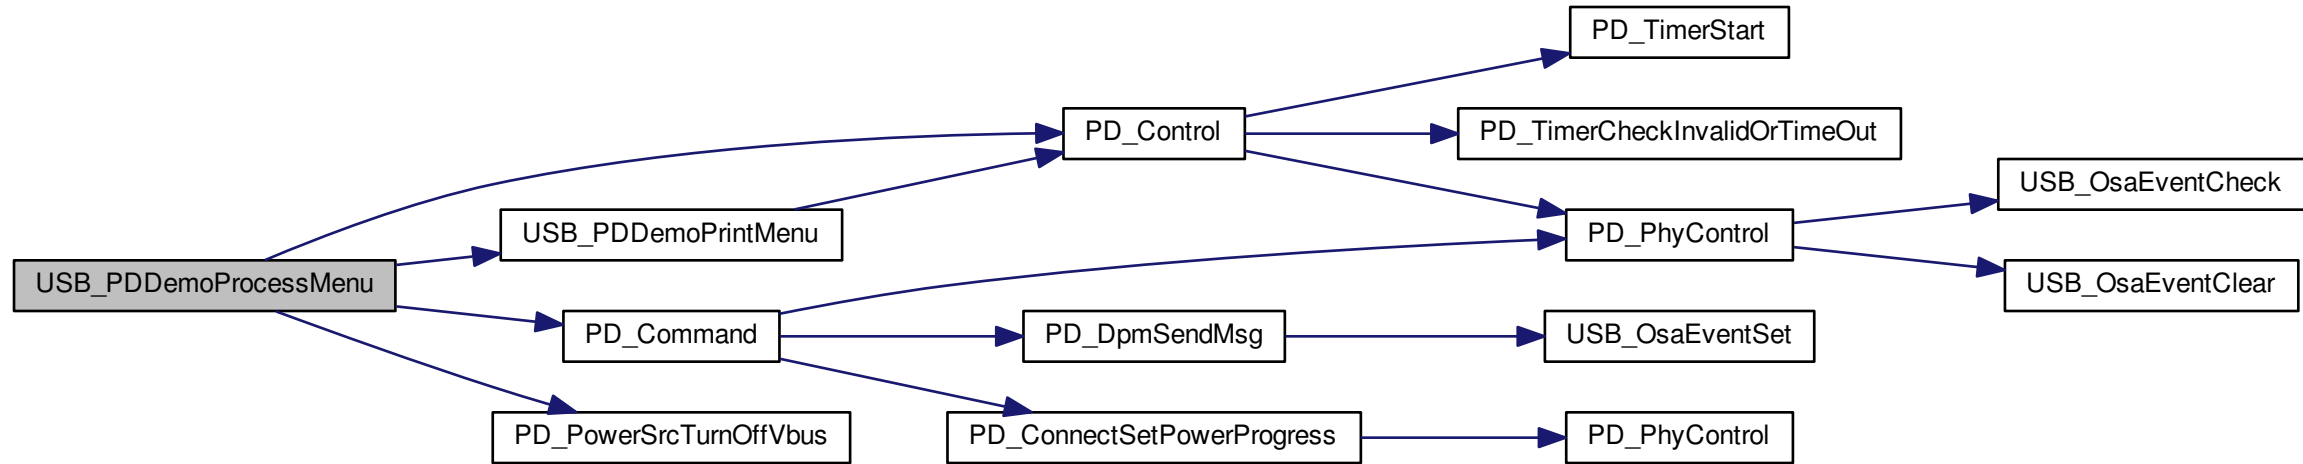 PD_TimerStart
PD_Control
PD_TimerCheckInvalidOrTimeOut
USB_OsaEventCheck
USB_PDDemoPrintMenu
PD_PhyControl
USB_PDDemoProcessMenu
USB_OsaEventClear
PD_Command
PD_DpmSendMsg
USB_OsaEventSet
PD_PowerSrcTurnOffVbus
PD_ConnectSetPowerProgress
PD_PhyControl